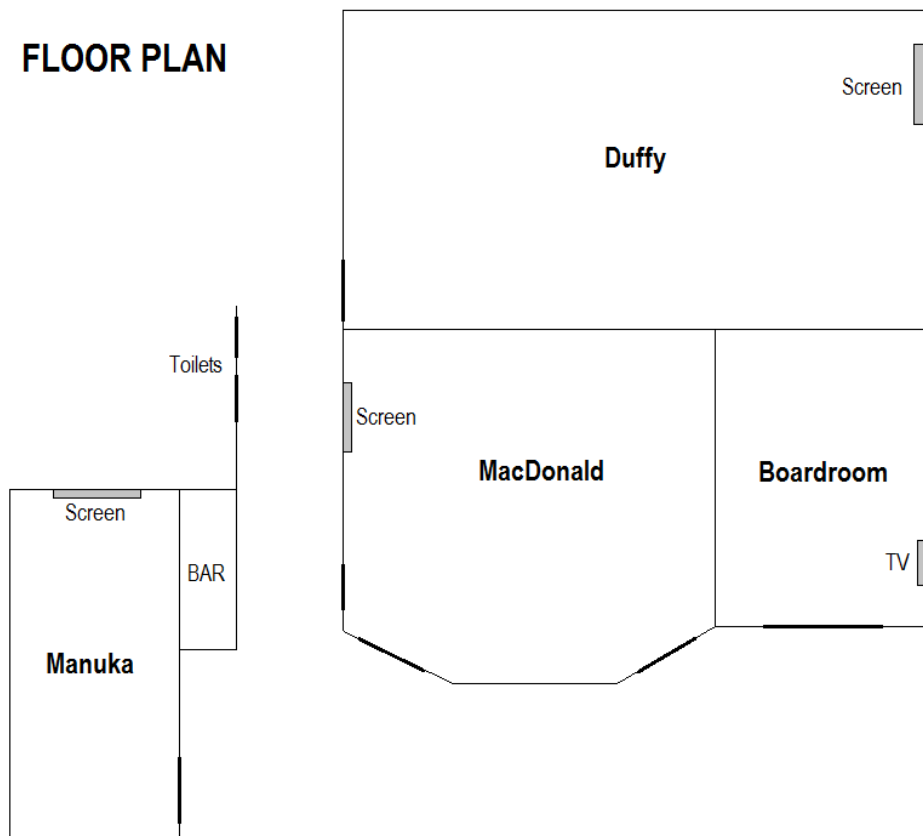 FLOOR PLAN
Screen
Duffy
Toilets
Screen
MacDonald
Boardroom
Screen
BAR
TV
Manuka